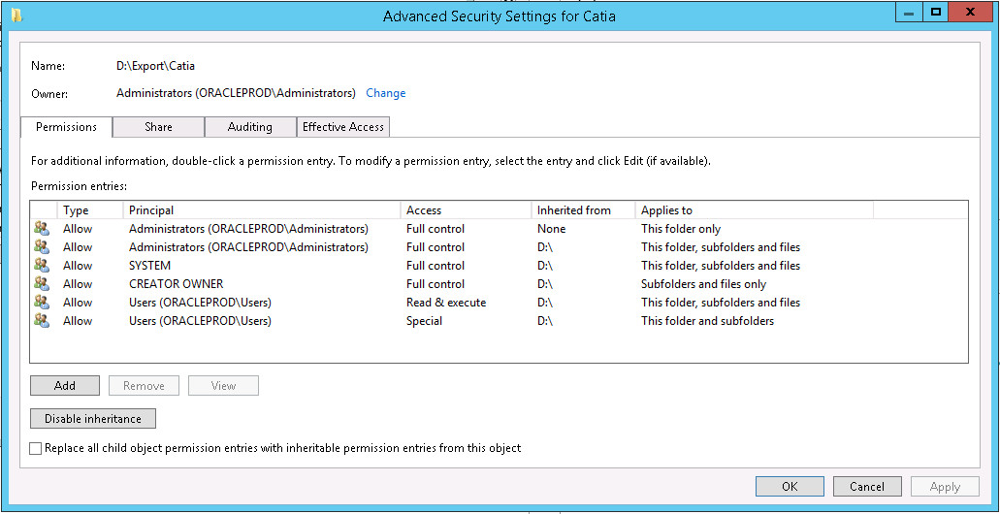 Advanced Security Settings for Catia
Name: D:\Export\Catia
Owner: Administrators (ORACLEPROD\Administrators) Change
Permissions Share Auditing Effective Access
For additional information, double-click a permission entry. To modify a permission entry, select the entry and click Edit (if available).
Permission entries:
Type Principal Access Inherited from Applies to
Allow Administrators (ORACLEPROD\Administrators) Full control None This folder only
Allow Administrators (ORACLEPROD\Administrators) Full control D:\ This folder, subfolders and files
Allow SYSTEM Full control D:\ This folder, subfolders and files
Allow CREATOR OWNER Full control D:\ Subfolders and files only
Allow Users (ORACLEPROD\Users) Read & execute D:\ This folder, subfolders and files
Allow Users (ORACLEPROD\Users) Special D:\ This folder and subfolders
Add Remove View
Disable inheritance
Replace all child object permission entries with inheritable permission entries from this object
OK Cancel Apply